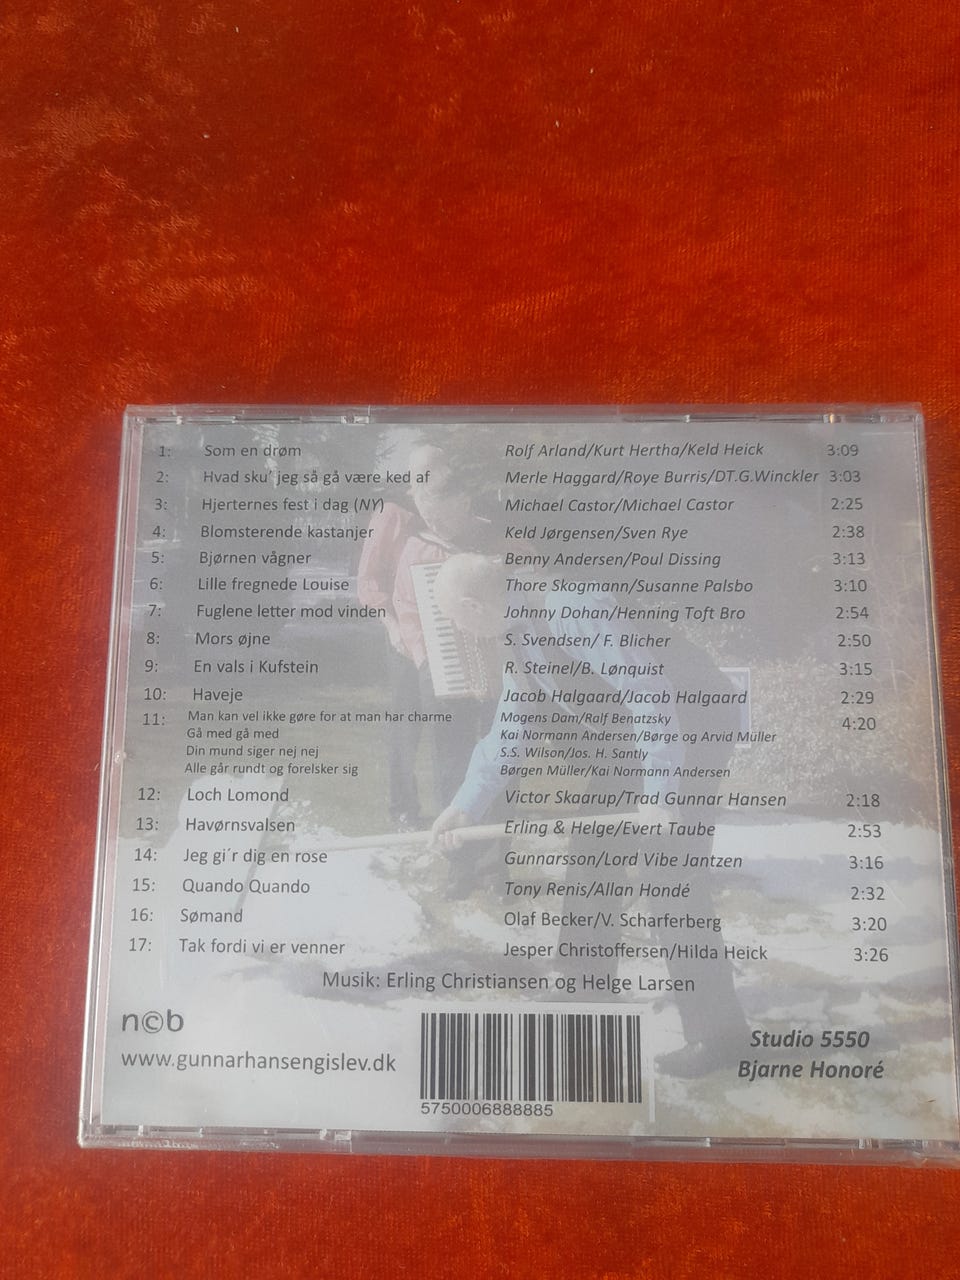 1: Som en drøm Rolf Arland/Kurt Hertha/Keld Heick 3:09
2: Hvad sku' jeg så gå være ked af Merle Haggard/Roye Burris/DT.G.Winckler 3:03
3: Hjerternes fest i dag (NY) Michael Castor/Michael Castor 2:25
4: Blomsterende kastanjer Keld Jørgensen/Sven Rye 2:38
5: Bjørnen vågner Benny Andersen/Poul Dissing 3:13
6: Lille fregnede Louise Thore Skogmann/Susanne Palsbo 3:10
7: Fuglene letter mod vinden Johnny Dohan/Henning Toft Bro 2:54
8: Mors øjne S. Svendsen/ F. Blicher 2:50
9: En vals i Kufstein R. Steinel/B. Lønquist 3:15
10: Haveje Jacob Halgaard/Jacob Halgaard 2:29
11: Man kan vel ikke gøre for at man har charme Mogens Dam/Ralf Benatzsky 4:20
Gå med gå med Kai Normann Andersen/Børge og Arvid Müller
Din mund siger nej nej S.S. Wilson/Jos. H. Santly
Alle går rundt og forelsker sig Børgen Müller/Kai Normann Andersen
12: Loch Lomond Victor Skaarup/Trad Gunnar Hansen 2:18
13: Havørnsvalsen Erling & Helge/Evert Taube 2:53
14: Jeg gi´r dig en rose Gunnarsson/Lord Vibe Jantzen 3:16
15: Quando Quando Tony Renis/Allan Hondé 2:32
16: Sømand Olaf Becker/V. Scharferberg 3:20
17: Tak fordi vi er venner Jesper Christoffersen/Hilda Heick 3:26
Musik: Erling Christiansen og Helge Larsen
n©b
www.gunnarhansengislev.dk
5750006888885
Studio 5550
Bjarne Honoré